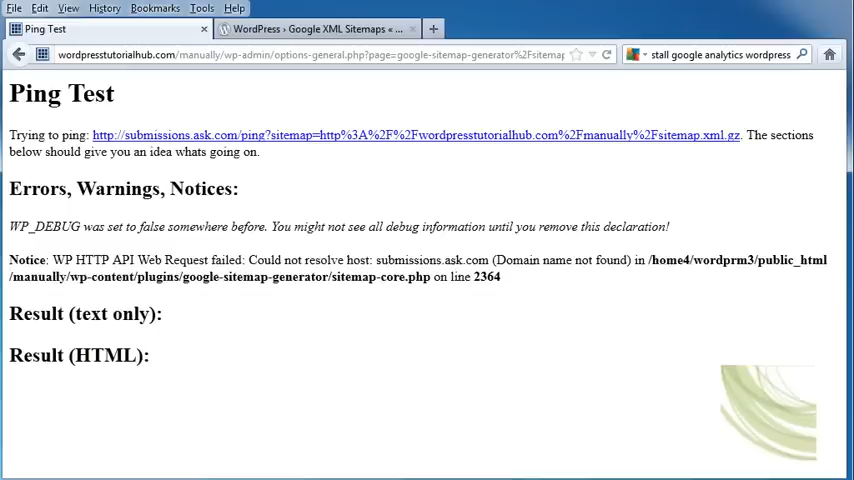 File Edit View History Bookmarks Tools Help
Ping Test × WordPress › Google XML Sitemaps « ... × +
wordpresstutorialhub.com/manually/wp-admin/options-general.php?page=google-sitemap-generator%2Fsitemap stall google analytics wordpress
Ping Test
Trying to ping: http://submissions.ask.com/ping?sitemap=http%3A%2F%2Fwordpresstutorialhub.com%2Fmanually%2Fsitemap.xml.gz. The sections
below should give you an idea whats going on.
Errors, Warnings, Notices:
WP_DEBUG was set to false somewhere before. You might not see all debug information until you remove this declaration!
Notice: WP HTTP API Web Request failed: Could not resolve host: submissions.ask.com (Domain name not found) in /home4/wordprm3/public_html
/manually/wp-content/plugins/google-sitemap-generator/sitemap-core.php on line 2364
Result (text only):
Result (HTML):